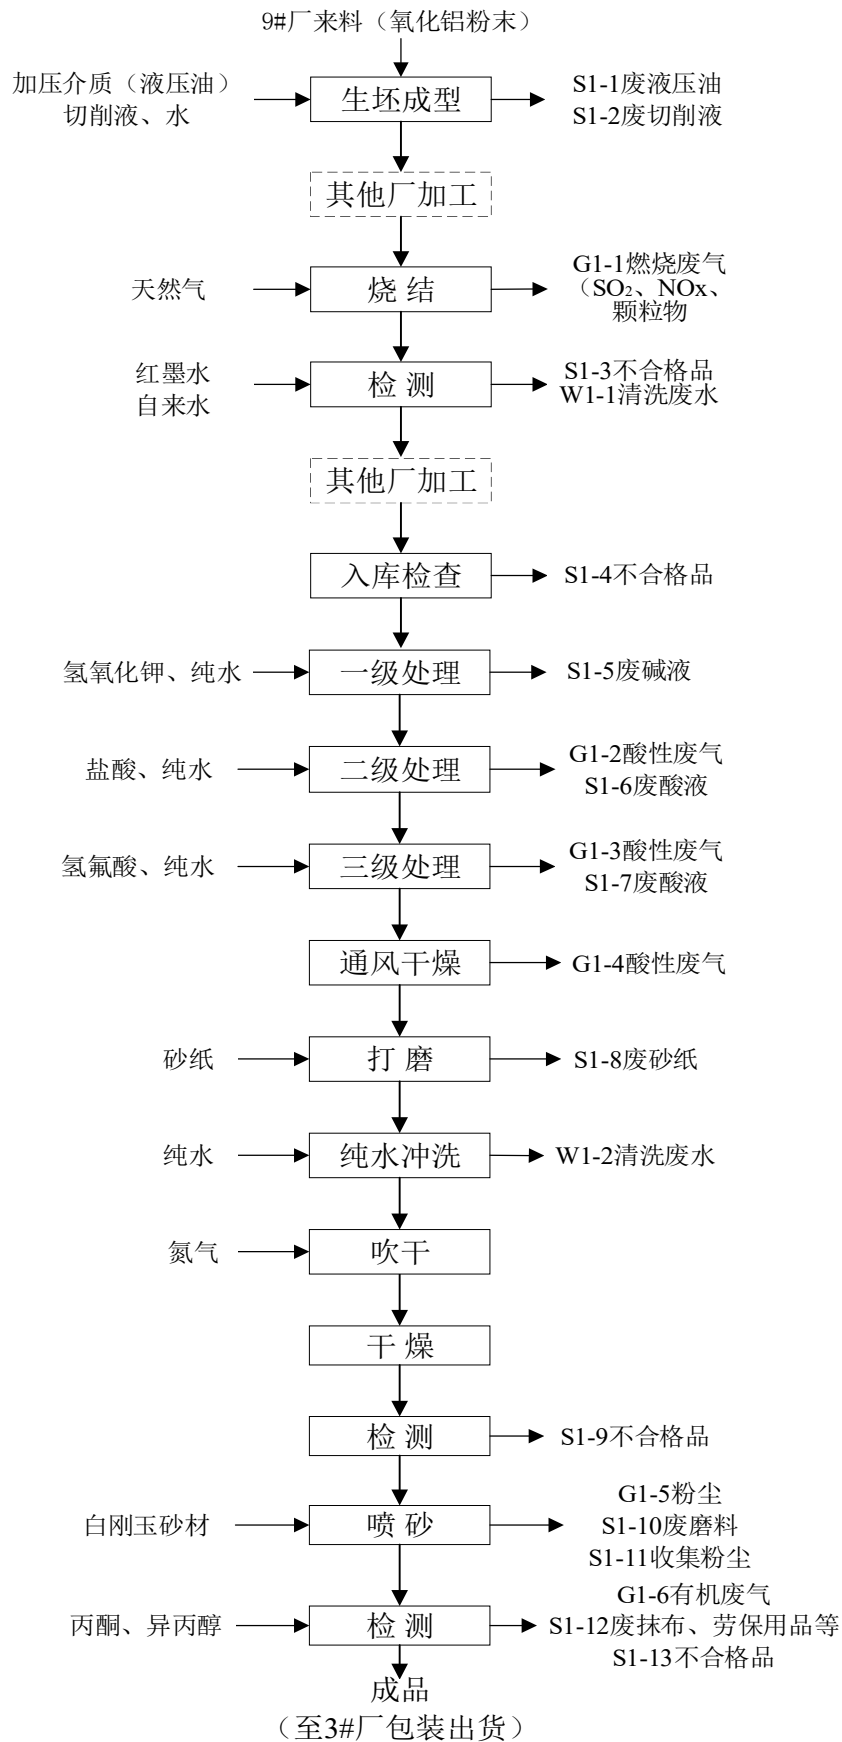 9#厂来料（氧化铝粉末）
加压介质（液压油）
切削液、水
生坯成型
S1-1废液压油
S1-2废切削液
其他厂加工
天然气
烧 结
G1-1燃烧废气
（SO₂、NOx、
颗粒物
红墨水
自来水
检 测
S1-3不合格品
W1-1清洗废水
其他厂加工
入库检查
S1-4不合格品
氢氧化钾、纯水
一级处理
S1-5废碱液
盐酸、纯水
二级处理
G1-2酸性废气
S1-6废酸液
氢氟酸、纯水
三级处理
G1-3酸性废气
S1-7废酸液
通风干燥
G1-4酸性废气
砂纸
打 磨
S1-8废砂纸
纯水
纯水冲洗
W1-2清洗废水
氮气
吹干
干 燥
检 测
S1-9不合格品
白刚玉砂材
喷 砂
G1-5粉尘
S1-10废磨料
S1-11收集粉尘
丙酮、异丙醇
检 测
G1-6有机废气
S1-12废抹布、劳保用品等
S1-13不合格品
成品
（至3#厂包装出货）